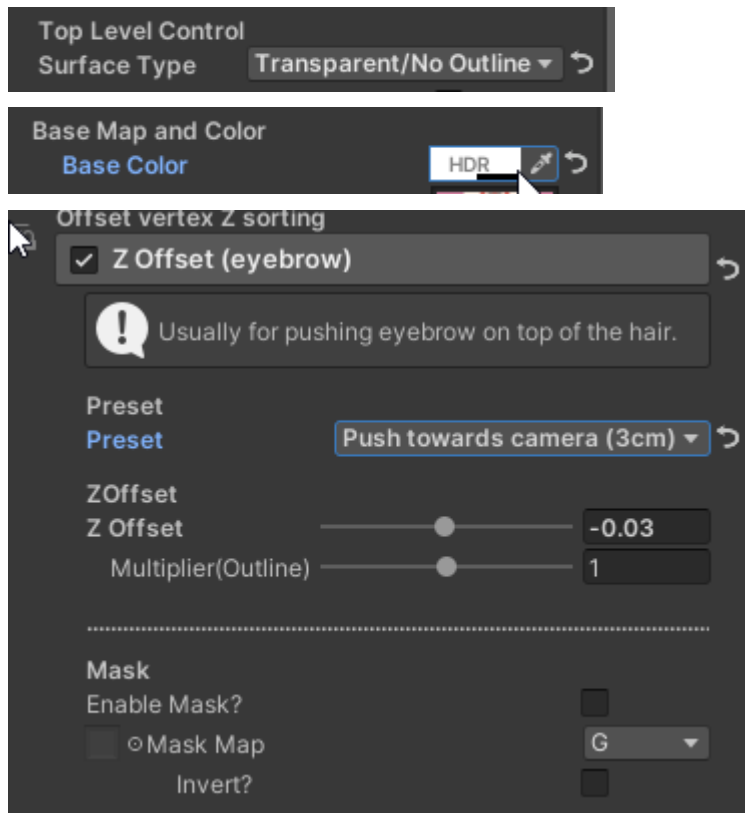 Top Level Control
Surface Type Transparent/No Outline
Base Map and Color
Base Color HDR
Offset vertex Z sorting
Z Offset (eyebrow)
Usually for pushing eyebrow on top of the hair.
Preset
Preset Push towards camera (3cm)
ZOffset
Z Offset -0.03
Multiplier(Outline) 1
Mask
Enable Mask?
Mask Map G
Invert?